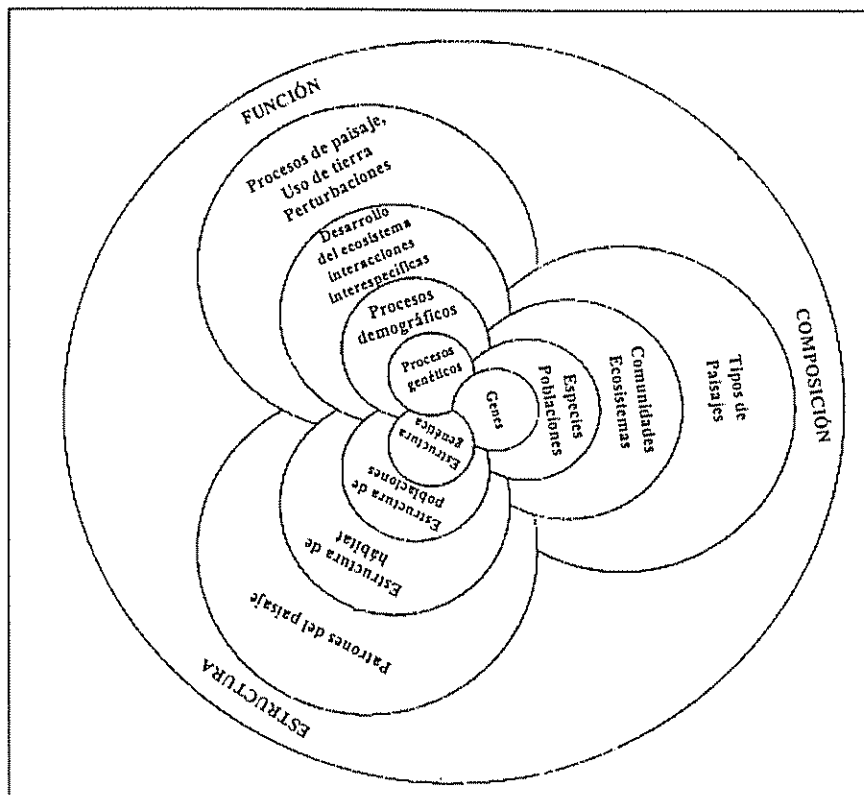 FUNCIÓN
Procesos de paisaje,
Uso de tierra
Perturbaciones
Desarrollo
del ecosistema
interacciones
interespecíficas
Procesos
demográficos
Procesos
genéticos
COMPOSICIÓN
Tipos de
Paisajes
Comunidades
Ecosistemas
Especies
Poblaciones
Genes
ESTRUCTURA
Patrones del paisaje
Estructura de
hábitat
Estructura de
poblaciones
Estructura
genética